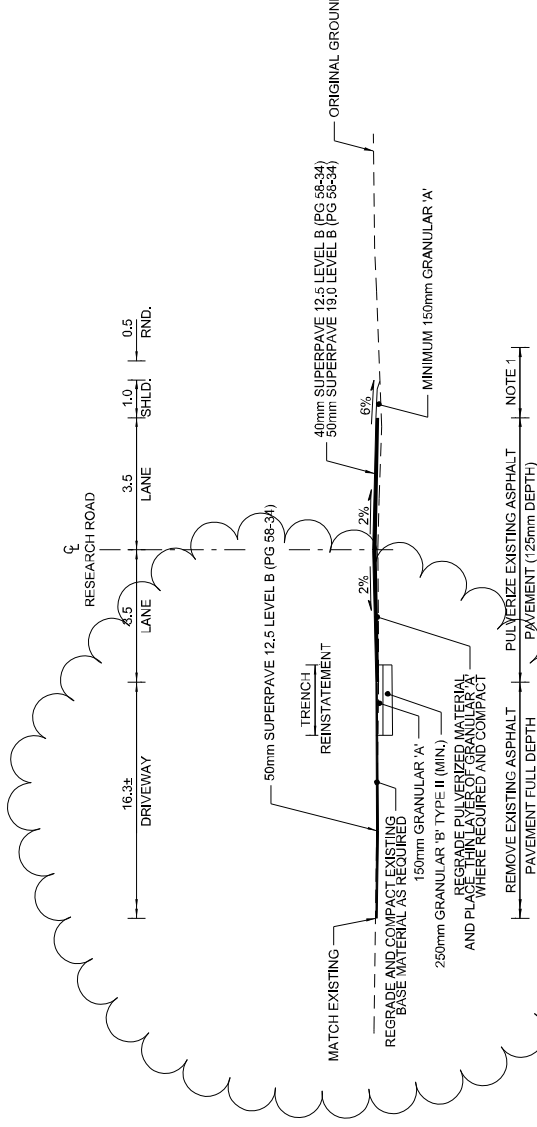 ℄
RESEARCH ROAD
16.3±
DRIVEWAY
3.5
LANE
3.5
LANE
1.0
SHLD.
0.5
RND.
50mm SUPERPAVE 12.5 LEVEL B (PG 58-34)
40mm SUPERPAVE 12.5 LEVEL B (PG 58-34)
50mm SUPERPAVE 19.0 LEVEL B (PG 58-34)
ORIGINAL GROUN
TRENCH
REINSTATEMENT
MATCH EXISTING
2%
2%
6%
MINIMUM 150mm GRANULAR 'A'
REGRADE AND COMPACT EXISTING
BASE MATERIAL AS REQUIRED
150mm GRANULAR 'A'
250mm GRANULAR 'B' TYPE II (MIN.)
REGRADE PULVERIZED MATERIAL
AND PLACE THIN LAYER OF GRANULAR 'A'
WHERE REQUIRED AND COMPACT
REMOVE EXISTING ASPHALT
PAVEMENT FULL DEPTH
PULVERIZE EXISTING ASPHALT
PAVEMENT (125mm DEPTH)
NOTE 1